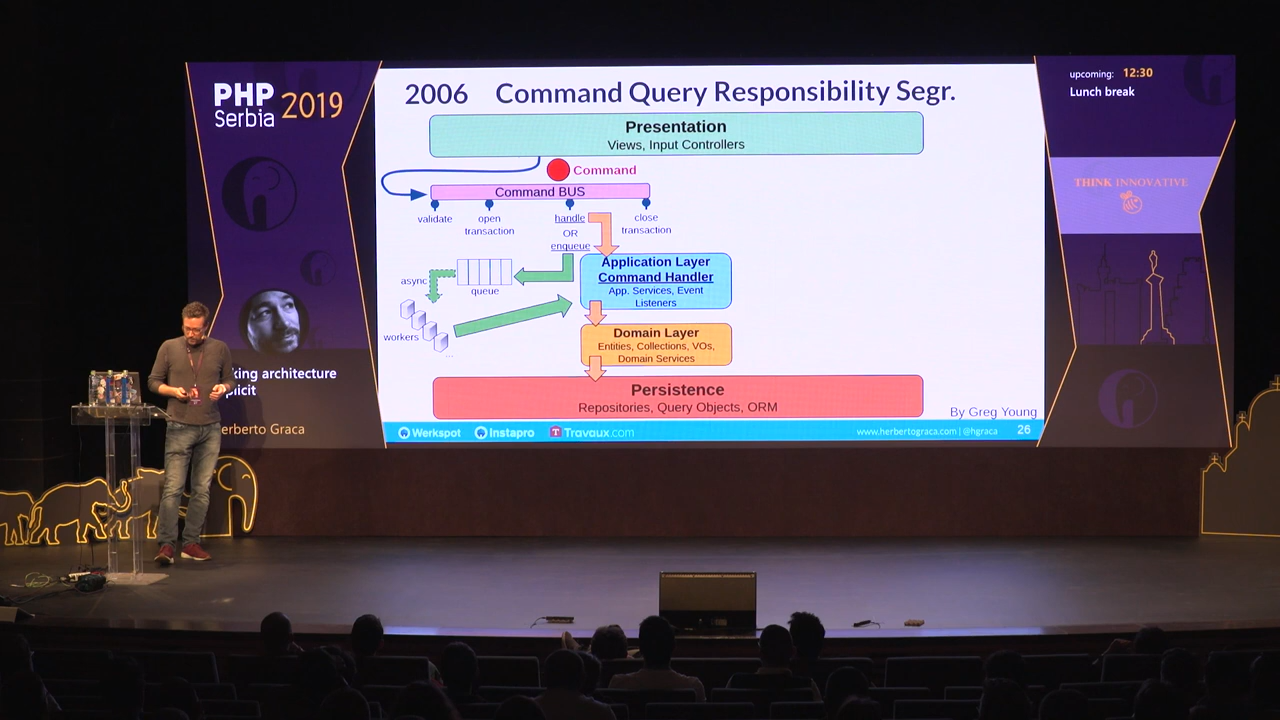 PHP
Serbia
2019
king architecture
plicit
erberto Graca
2006 Command Query Responsibility Segr.
Presentation
Views, Input Controllers
Command
Command BUS
validate
open
transaction
handle
OR
enqueue
close
transaction
async
queue
workers
...
Application Layer
Command Handler
App. Services, Event
Listeners
Domain Layer
Entities, Collections, VOs,
Domain Services
Persistence
Repositories, Query Objects, ORM
By Greg Young
Werkspot
Instapro
Travaux.com
www.herbertograca.com | @hgraca
26
upcoming: 12:30
Lunch break
THINK INNOVATIVE